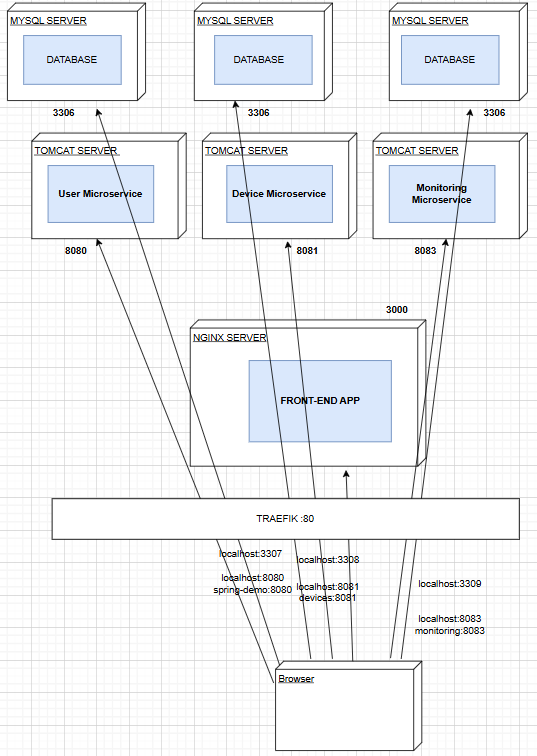 MYSQL SERVER
MYSQL SERVER
MYSQL SERVER
DATABASE
DATABASE
DATABASE
3306
3306
3306
TOMCAT SERVER
TOMCAT SERVER
TOMCAT SERVER
User Microservice
Device Microservice
Monitoring
Microservice
8080
8081
8083
3000
NGINX SERVER
FRONT-END APP
TRAEFIK :80
localhost:3307
localhost:3308
localhost:8080
spring-demo:8080
localhost:8081
devices:8081
localhost:3309
localhost:8083
monitoring:8083
Browser